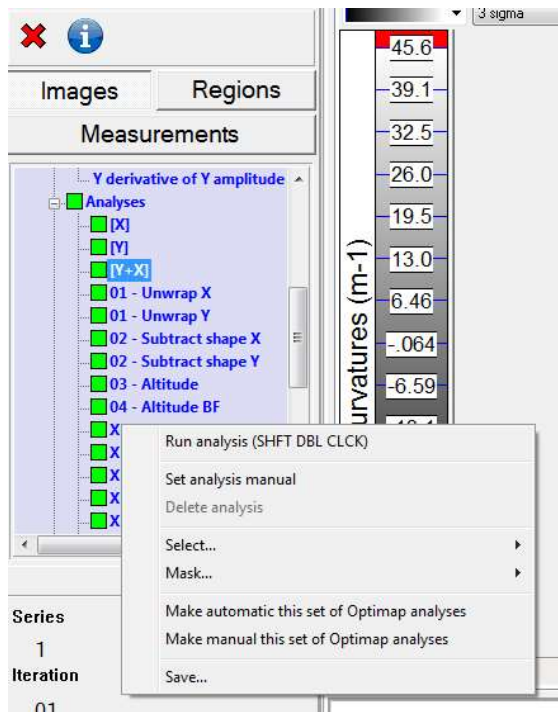 3 sigma
Images
Regions
Measurements
Y derivative of Y amplitude
Analyses
[X]
[Y]
[Y+X]
01 - Unwrap X
01 - Unwrap Y
02 - Subtract shape X
02 - Subtract shape Y
03 - Altitude
04 - Altitude BF
X
X
X
X
X
Run analysis (SHFT DBL CLCK)
Set analysis manual
Delete analysis
Select...
Mask...
Make automatic this set of Optimap analyses
Make manual this set of Optimap analyses
Save...
Series
1
Iteration
01
45.6
39.1
32.5
26.0
19.5
13.0
6.46
-.064
-6.59
urvatures (m-1)